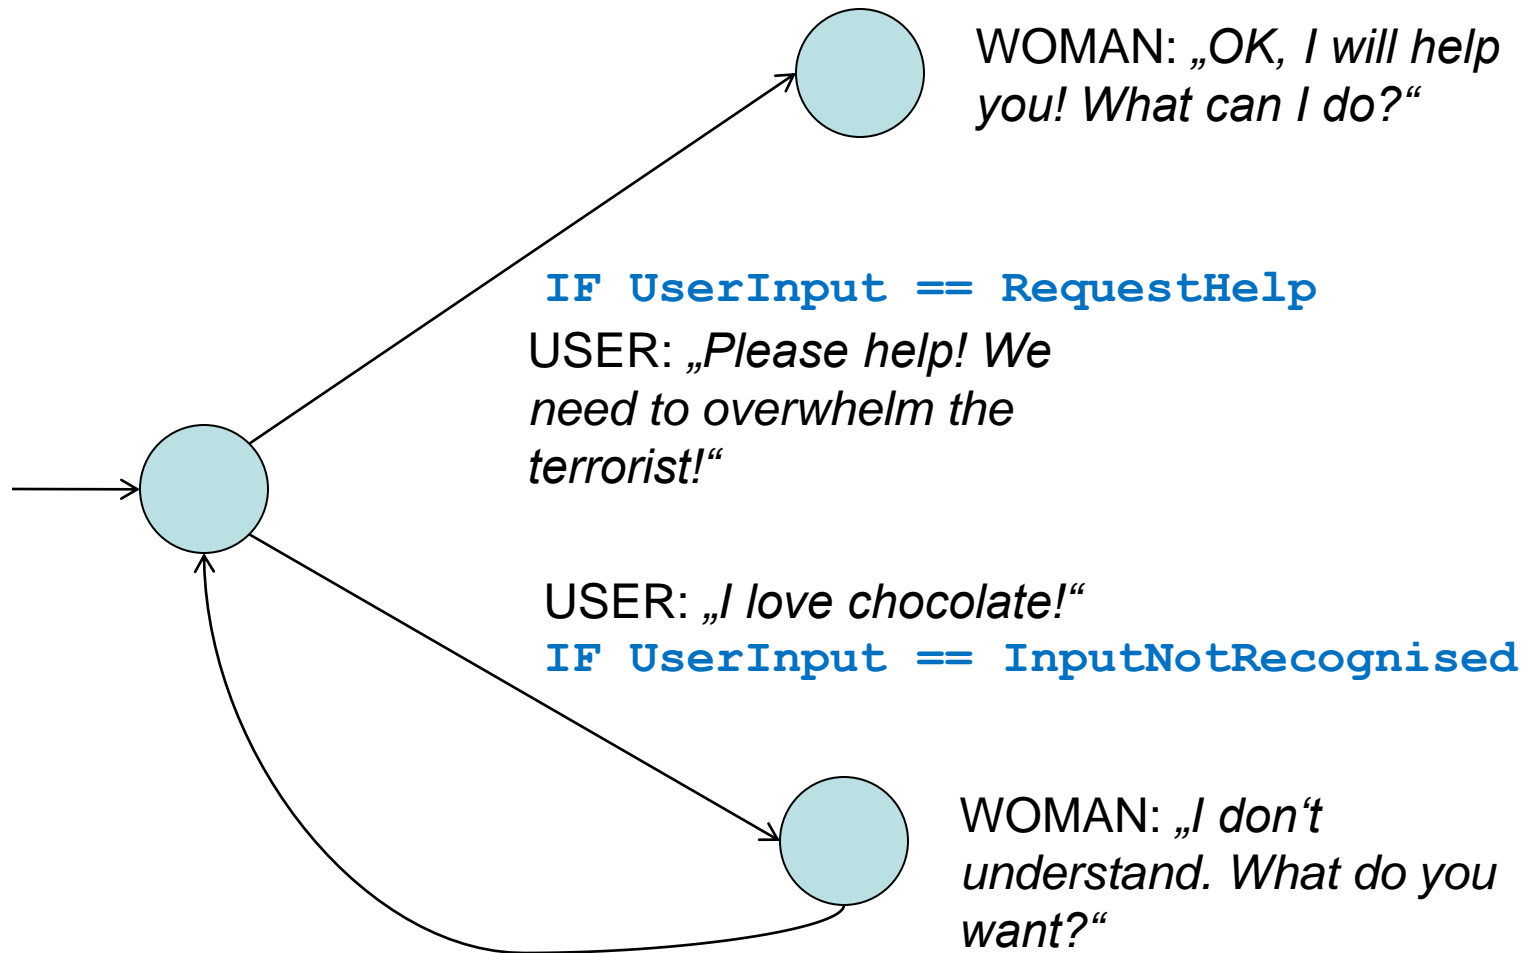 WOMAN: „OK, I will help
you! What can I do?“
IF UserInput == RequestHelp
USER: „Please help! We
need to overwhelm the
terrorist!“
USER: „I love chocolate!“
IF UserInput == InputNotRecognised
WOMAN: „I don‘t
understand. What do you
want?“